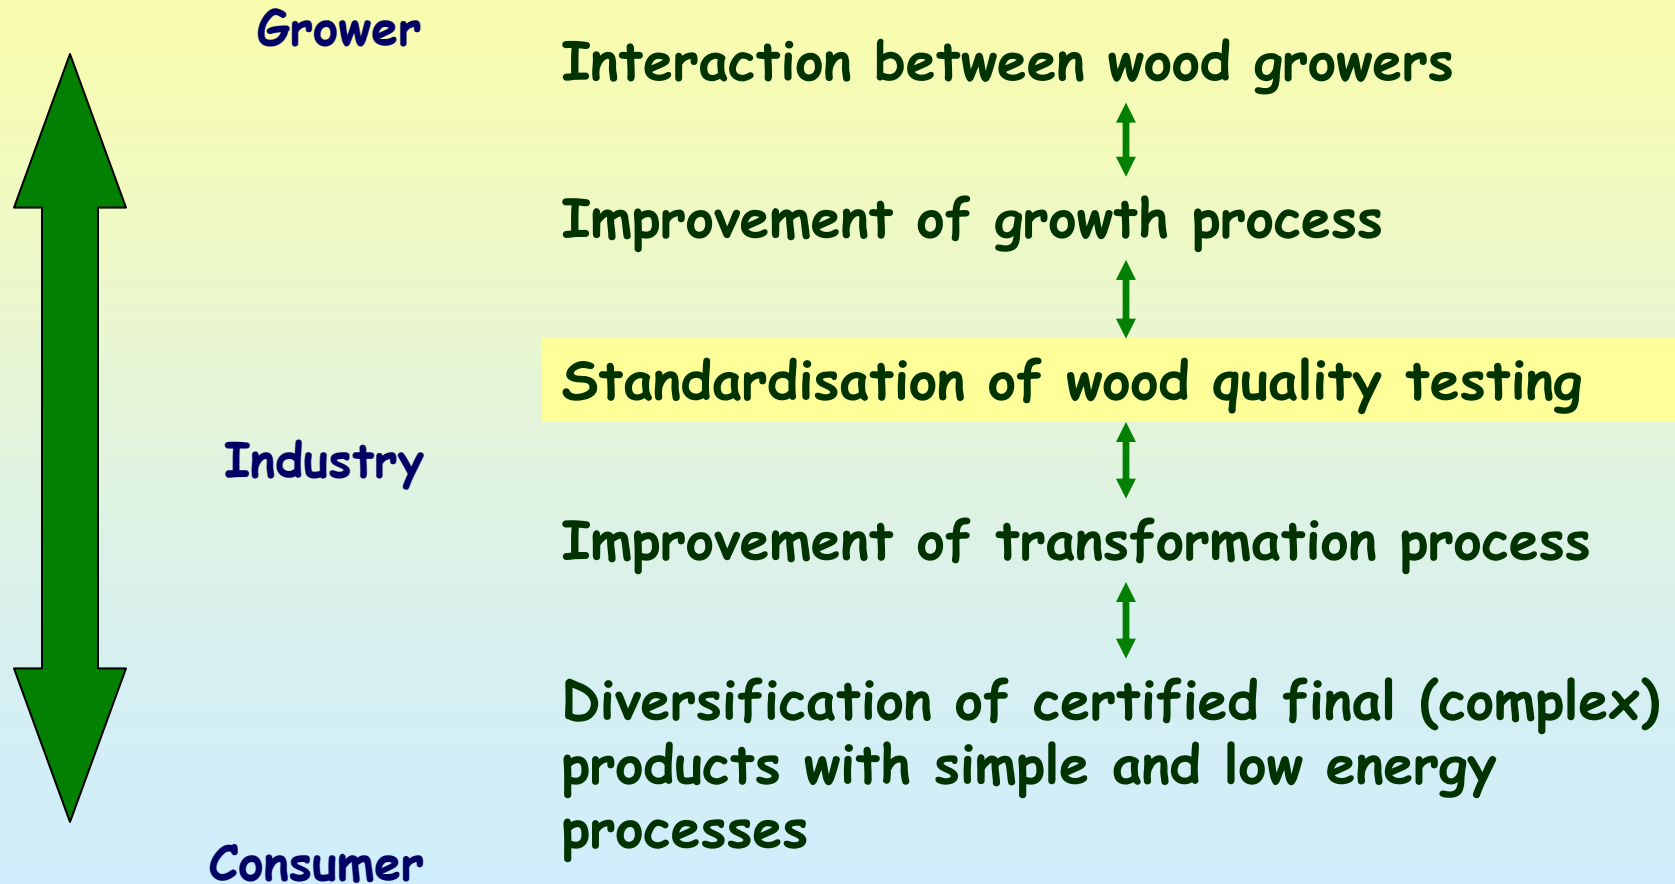 Grower
Interaction between wood growers
Improvement of growth process
Standardisation of wood quality testing
Industry
Improvement of transformation process
Diversification of certified final (complex)
products with simple and low energy
processes
Consumer